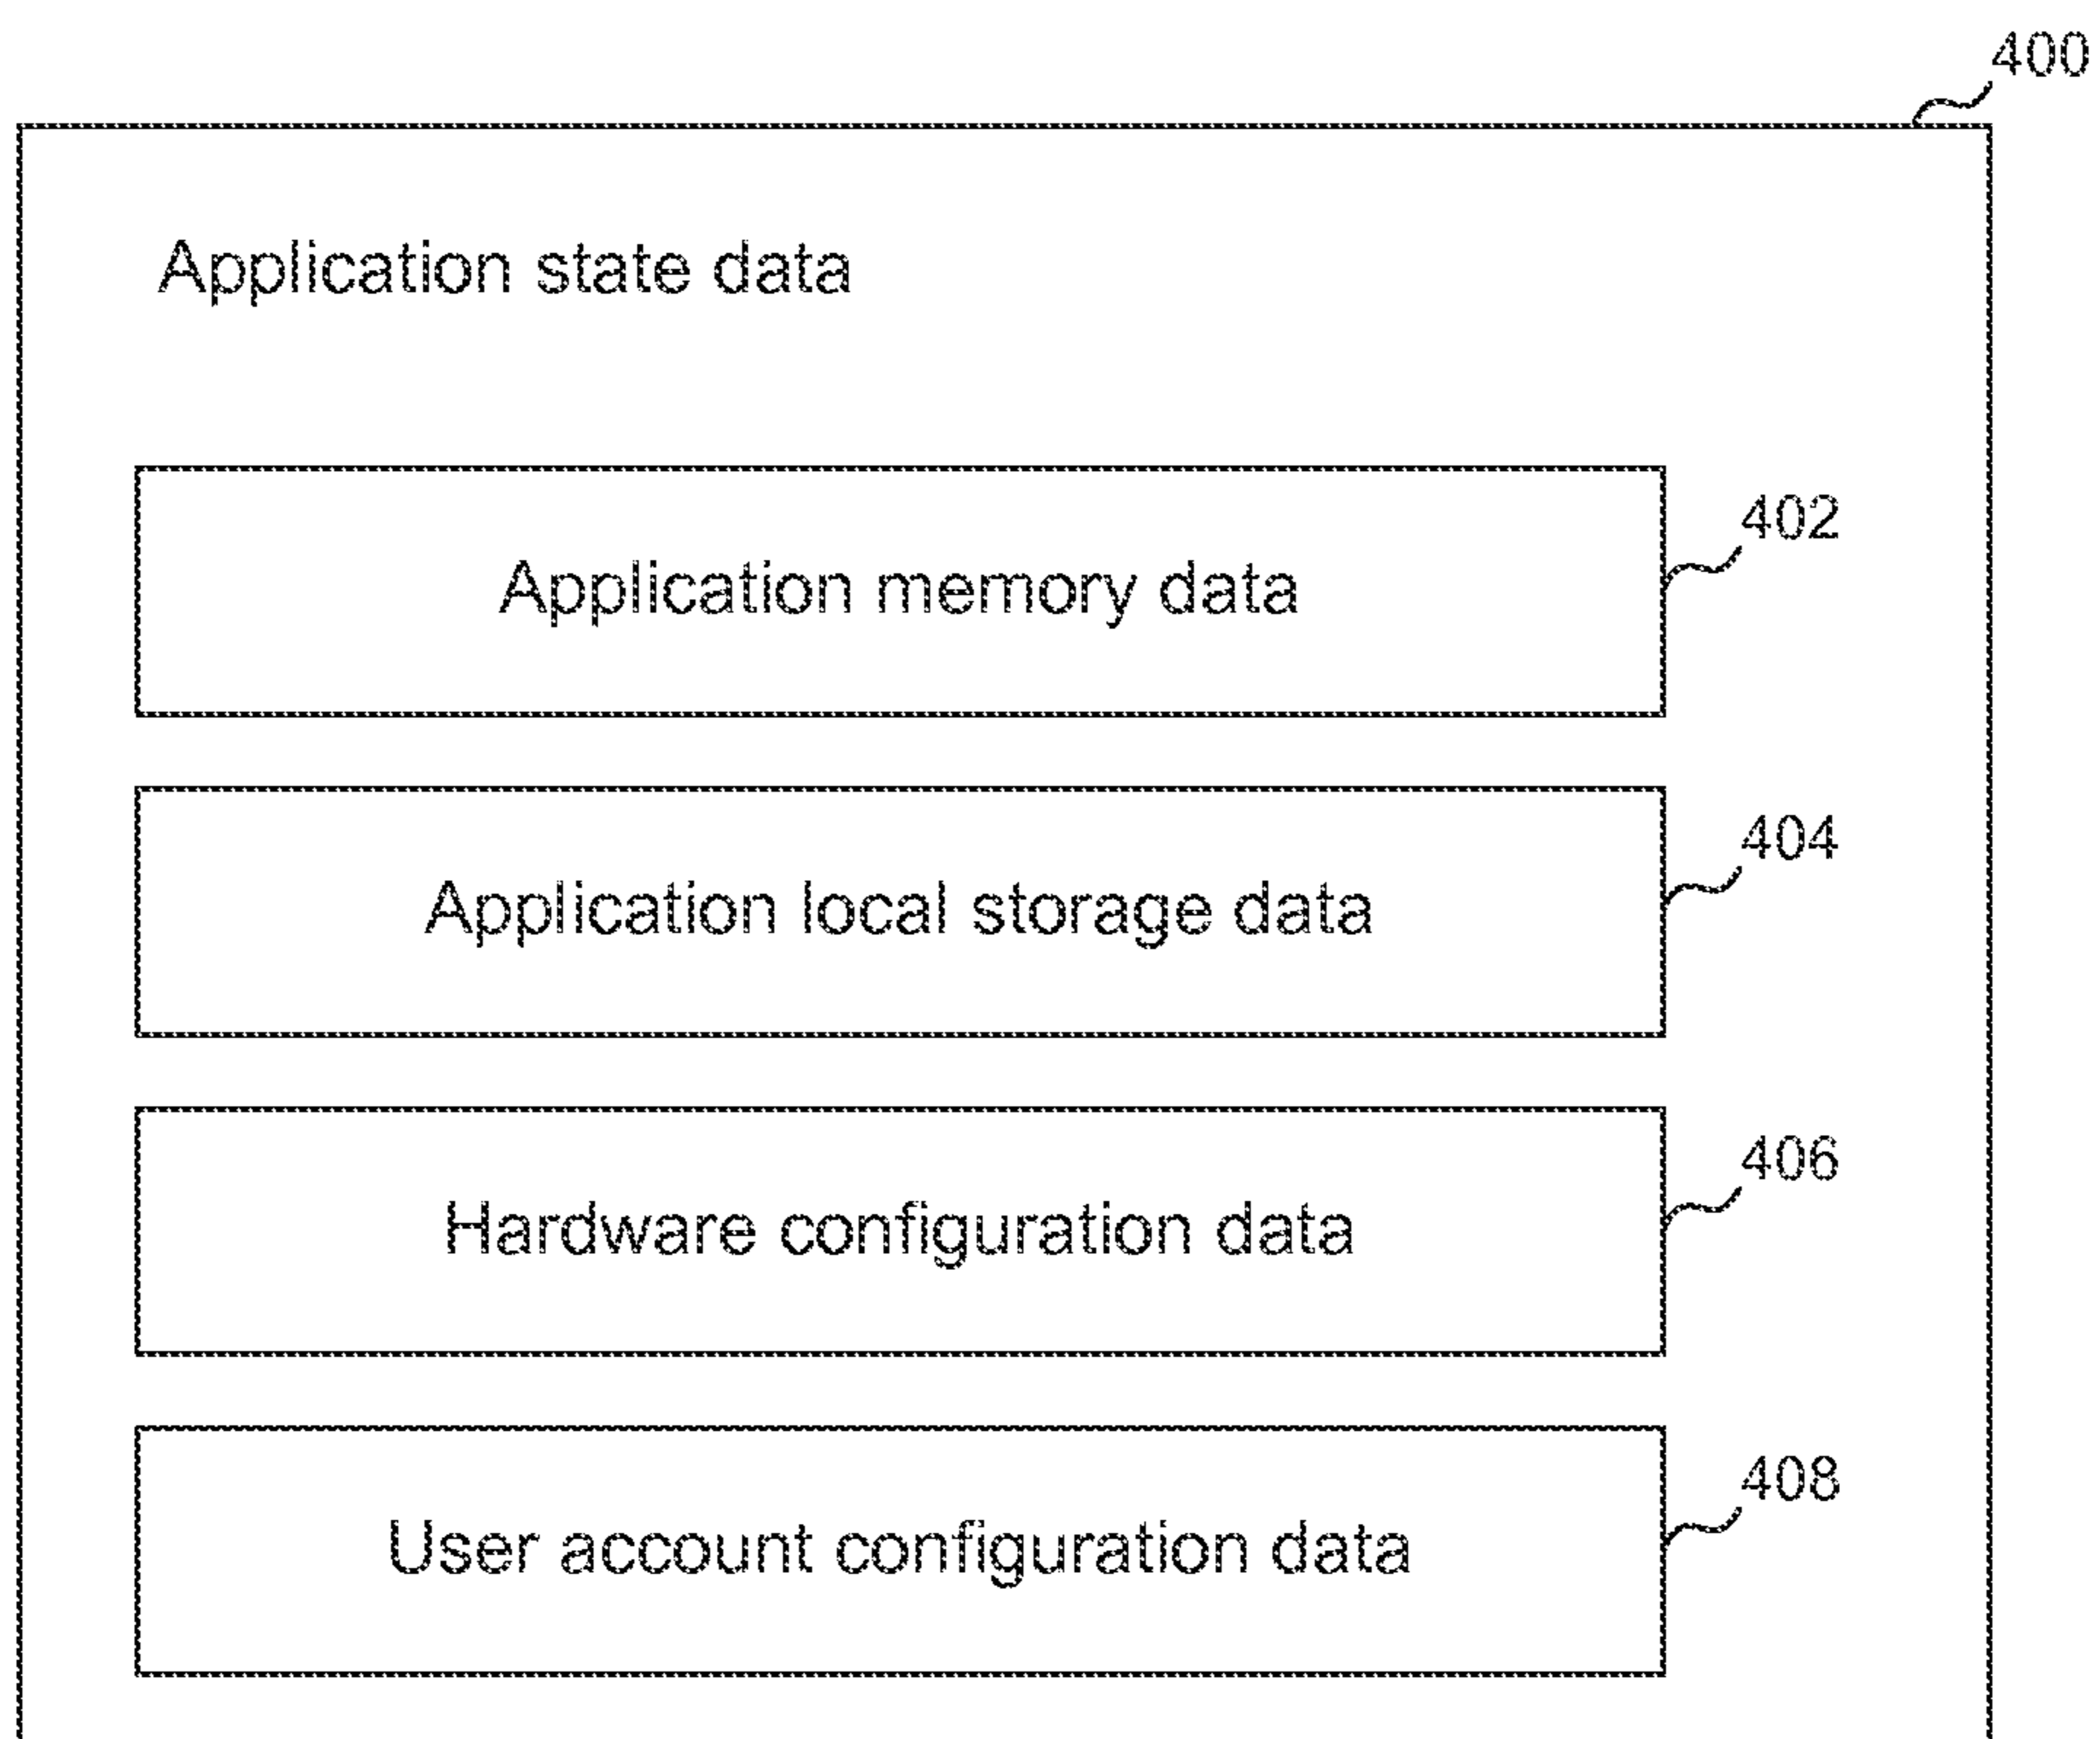 400
Application state data
402
Application memory data
404
Application local storage data
406
Hardware configuration data
408
User account configuration data